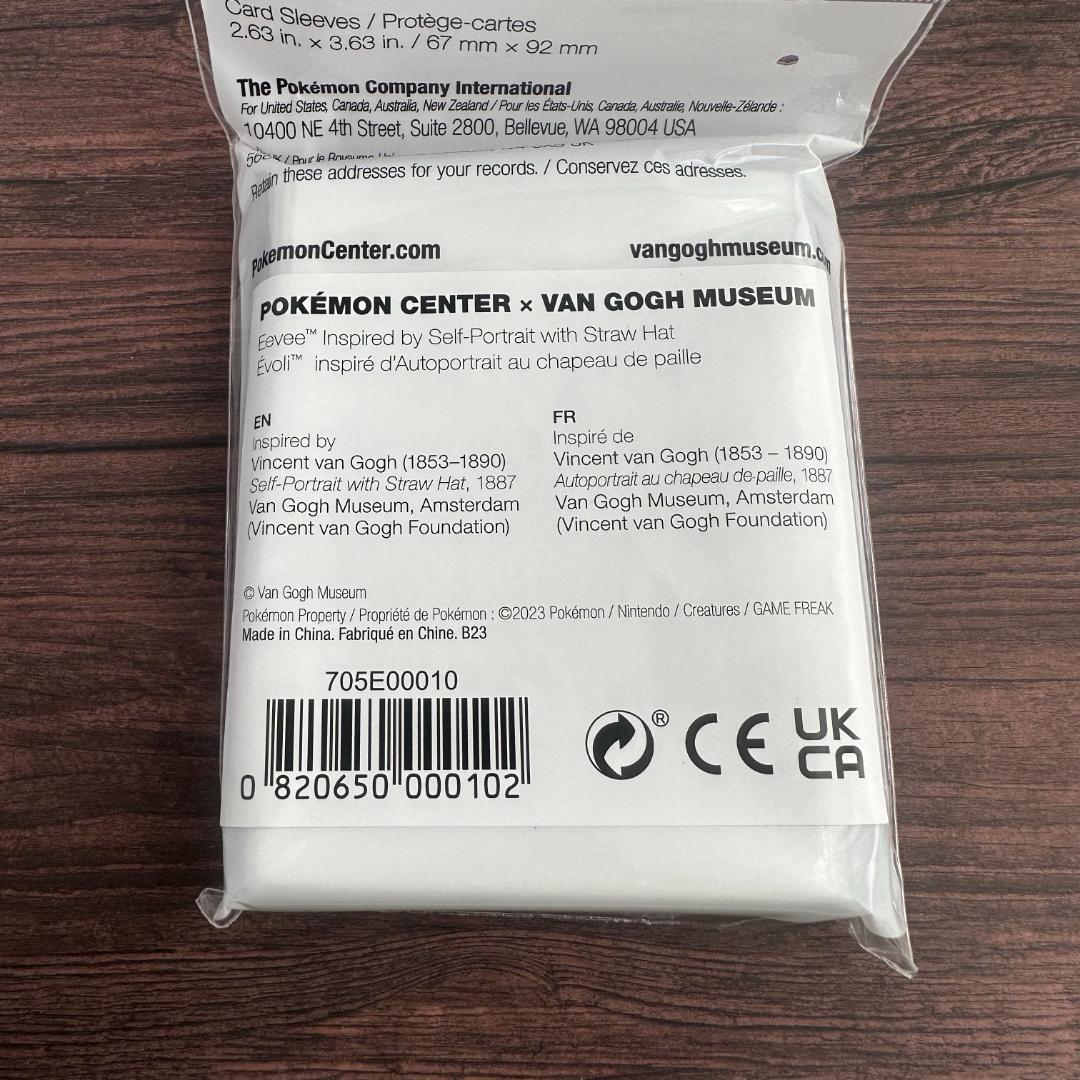 Card Sleeves / Protège-cartes
2.63 in. × 3.63 in. / 67 mm × 92 mm
The Pokémon Company International
For United States, Canada, Australia, New Zealand / Pour les États-Unis, Canada, Australie, Nouvelle-Zélande :
10400 NE 4th Street, Suite 2800, Bellevue, WA 98004 USA
/ Pour le
Retain these addresses for your records. / Conservez ces adresses.
PokemonCenter.com
vangoghmuseum.
POKÉMON CENTER × VAN GOGH MUSEUM
Eevee™ Inspired by Self-Portrait with Straw Hat
Évoli™ inspiré d'Autoportrait au chapeau de paille
EN
Inspired by
Vincent van Gogh (1853–1890)
Self-Portrait with Straw Hat, 1887
Van Gogh Museum, Amsterdam
(Vincent van Gogh Foundation)
FR
Inspiré de
Vincent van Gogh (1853 – 1890)
Autoportrait au chapeau de-paille, 1887
Van Gogh Museum, Amsterdam
(Vincent van Gogh Foundation)
© Van Gogh Museum
Pokémon Property / Propriété de Pokémon : ©2023 Pokémon / Nintendo / Creatures / GAME FREAK
Made in China. Fabriqué en Chine. B23
705E00010
0 820650 000102
® CE UK
CA